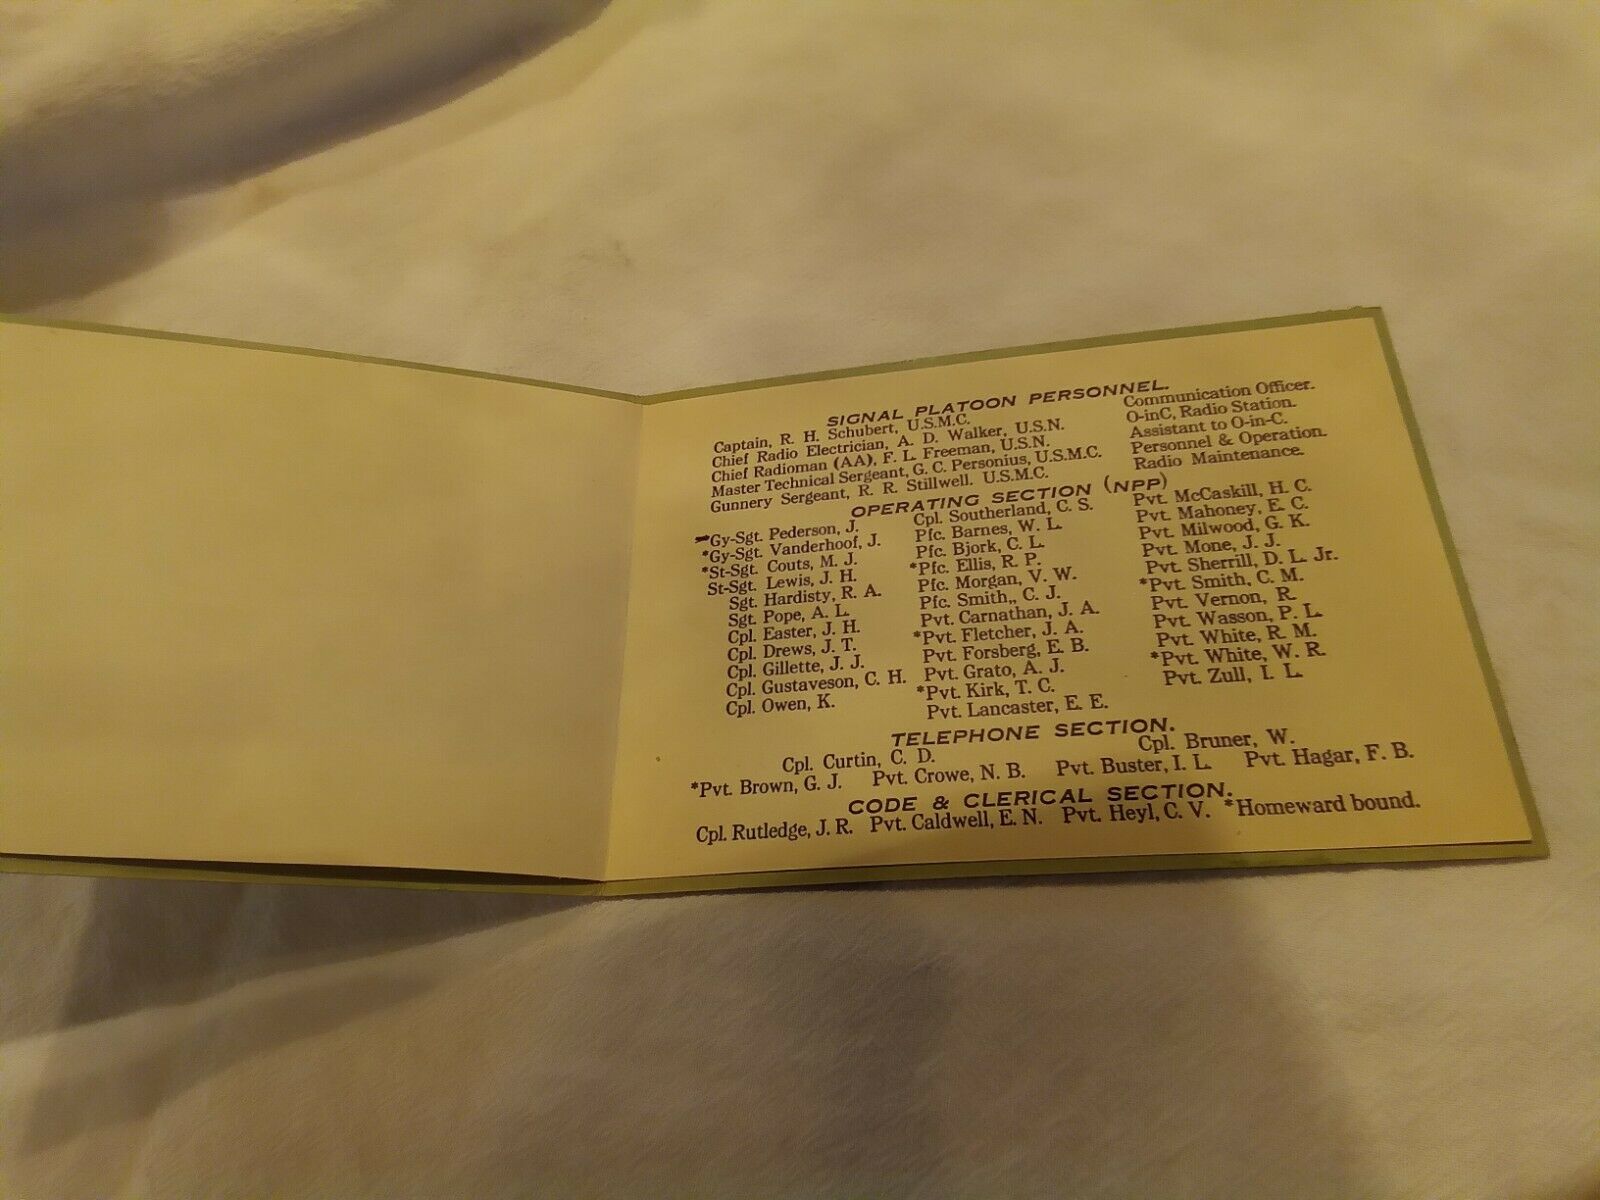 SIGNAL PLATOON PERSONNEL.
Captain, R. H. Schubert, U.S.M.C. Communication Officer.
Chief Radio Electrician, A. D. Walker, U.S.N. O-inC, Radio Station.
Chief Radioman (AA), F. L. Freeman, U.S.N. Assistant to O-in-C.
Master Technical Sergeant, G. C. Personius, U.S.M.C. Personnel & Operation.
Gunnery Sergeant, R. R. Stillwell. U.S.M.C. Radio Maintenance.
OPERATING SECTION (NPP)
*Gy-Sgt. Pederson, J.
*Gy-Sgt. Vanderhoof, J.
*St-Sgt. Couts, M. J.
St-Sgt. Lewis, J. H.
Sgt. Hardisty, R. A.
Sgt. Pope, A. L.
Cpl. Easter, J. H.
Cpl. Drews, J. T.
Cpl. Gillette, J. J.
Cpl. Gustaveson, C. H.
Cpl. Owen, K.
Cpl. Southerland, C. S.
Pfc. Barnes, W. L.
Pfc. Bjork, C. L.
*Pfc. Ellis, R. P.
Pfc. Morgan, V. W.
Pfc. Smith,, C. J.
Pvt. Carnathan, J. A.
*Pvt. Fletcher, J. A.
Pvt. Forsberg, E. B.
Pvt. Grato, A. J.
*Pvt. Kirk, T. C.
Pvt. Lancaster, E. E.
Pvt. McCaskill, H. C.
Pvt. Mahoney, E. C.
Pvt. Milwood, G. K.
Pvt. Mone, J. J.
Pvt. Sherrill, D. L. Jr.
*Pvt. Smith, C. M.
Pvt. Vernon, R.
Pvt. Wasson, P. L.
Pvt. White, R. M.
*Pvt. White, W. R.
Pvt. Zull, I. L.
TELEPHONE SECTION.
Cpl. Curtin, C. D. Cpl. Bruner, W.
*Pvt. Brown, G. J. Pvt. Crowe, N. B. Pvt. Buster, I. L. Pvt. Hagar, F. B.
CODE & CLERICAL SECTION.
Cpl. Rutledge, J. R. Pvt. Caldwell, E. N. Pvt. Heyl, C. V. *Homeward bound.